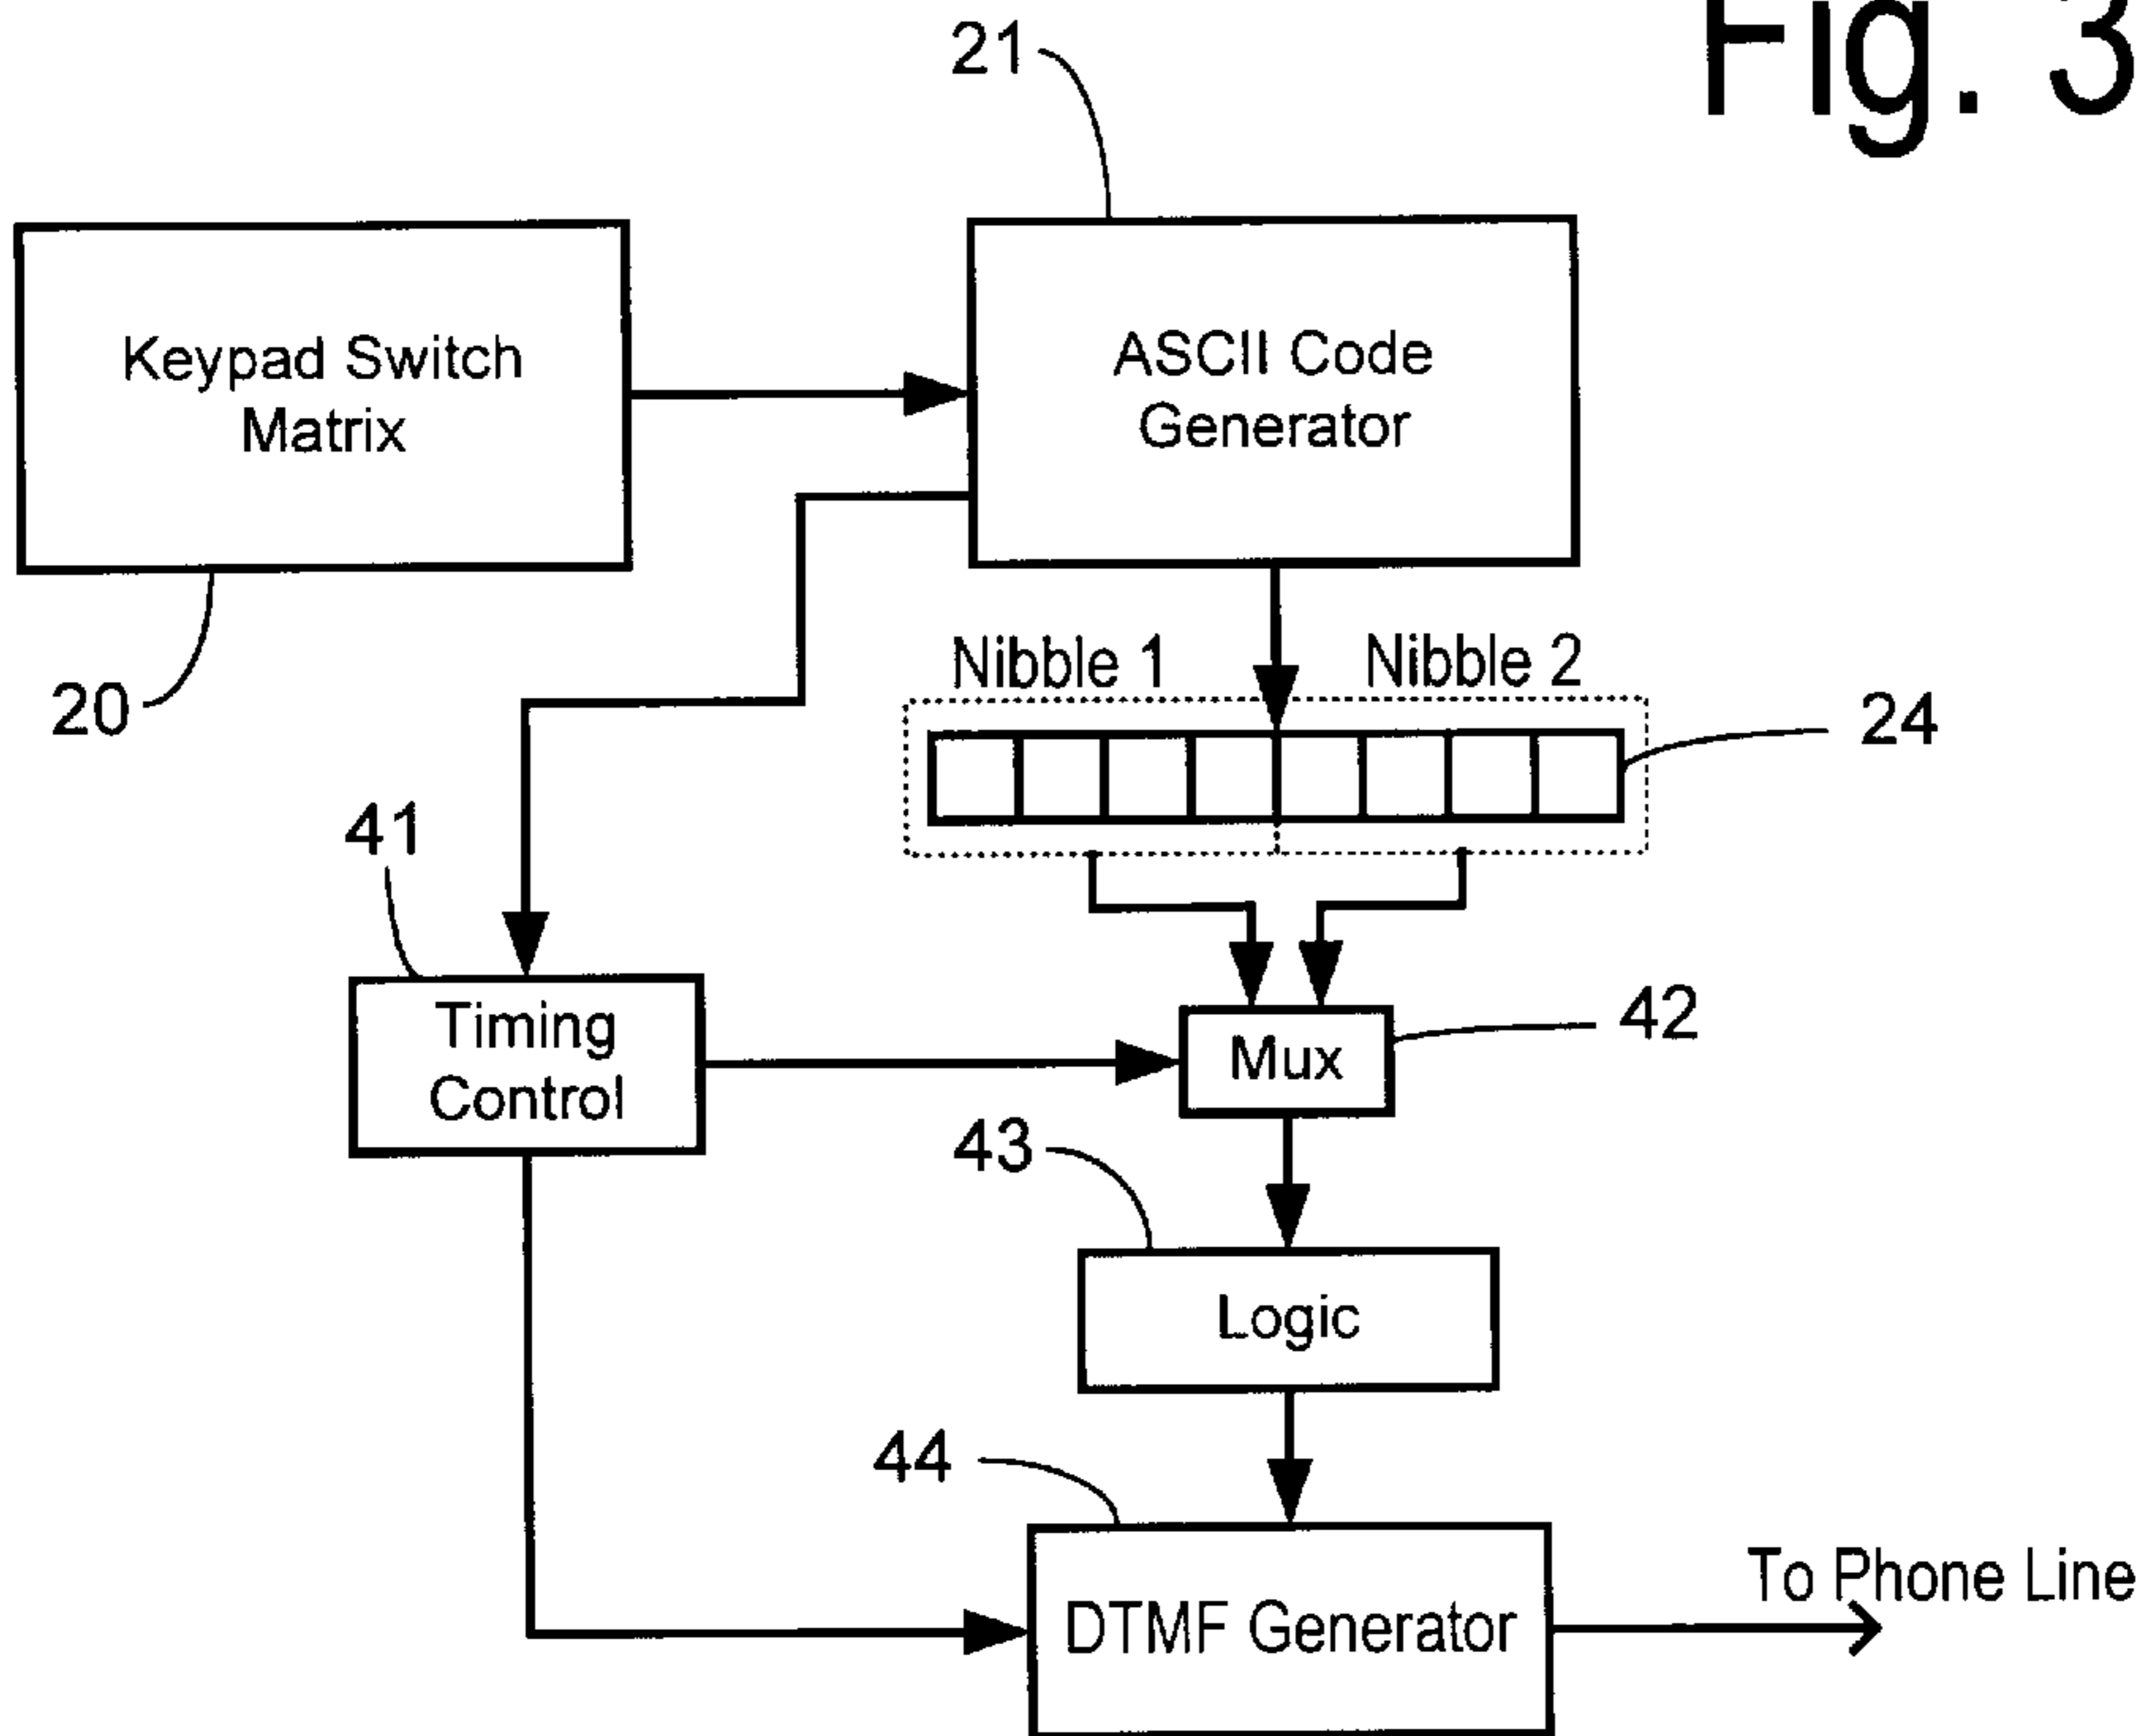 Fig. 3
21
Keypad Switch
Matrix
ASCII Code
Generator
20
Nibble 1
Nibble 2
24
41
Timing
Control
Mux
42
43
Logic
44
DTMF Generator
To Phone Line